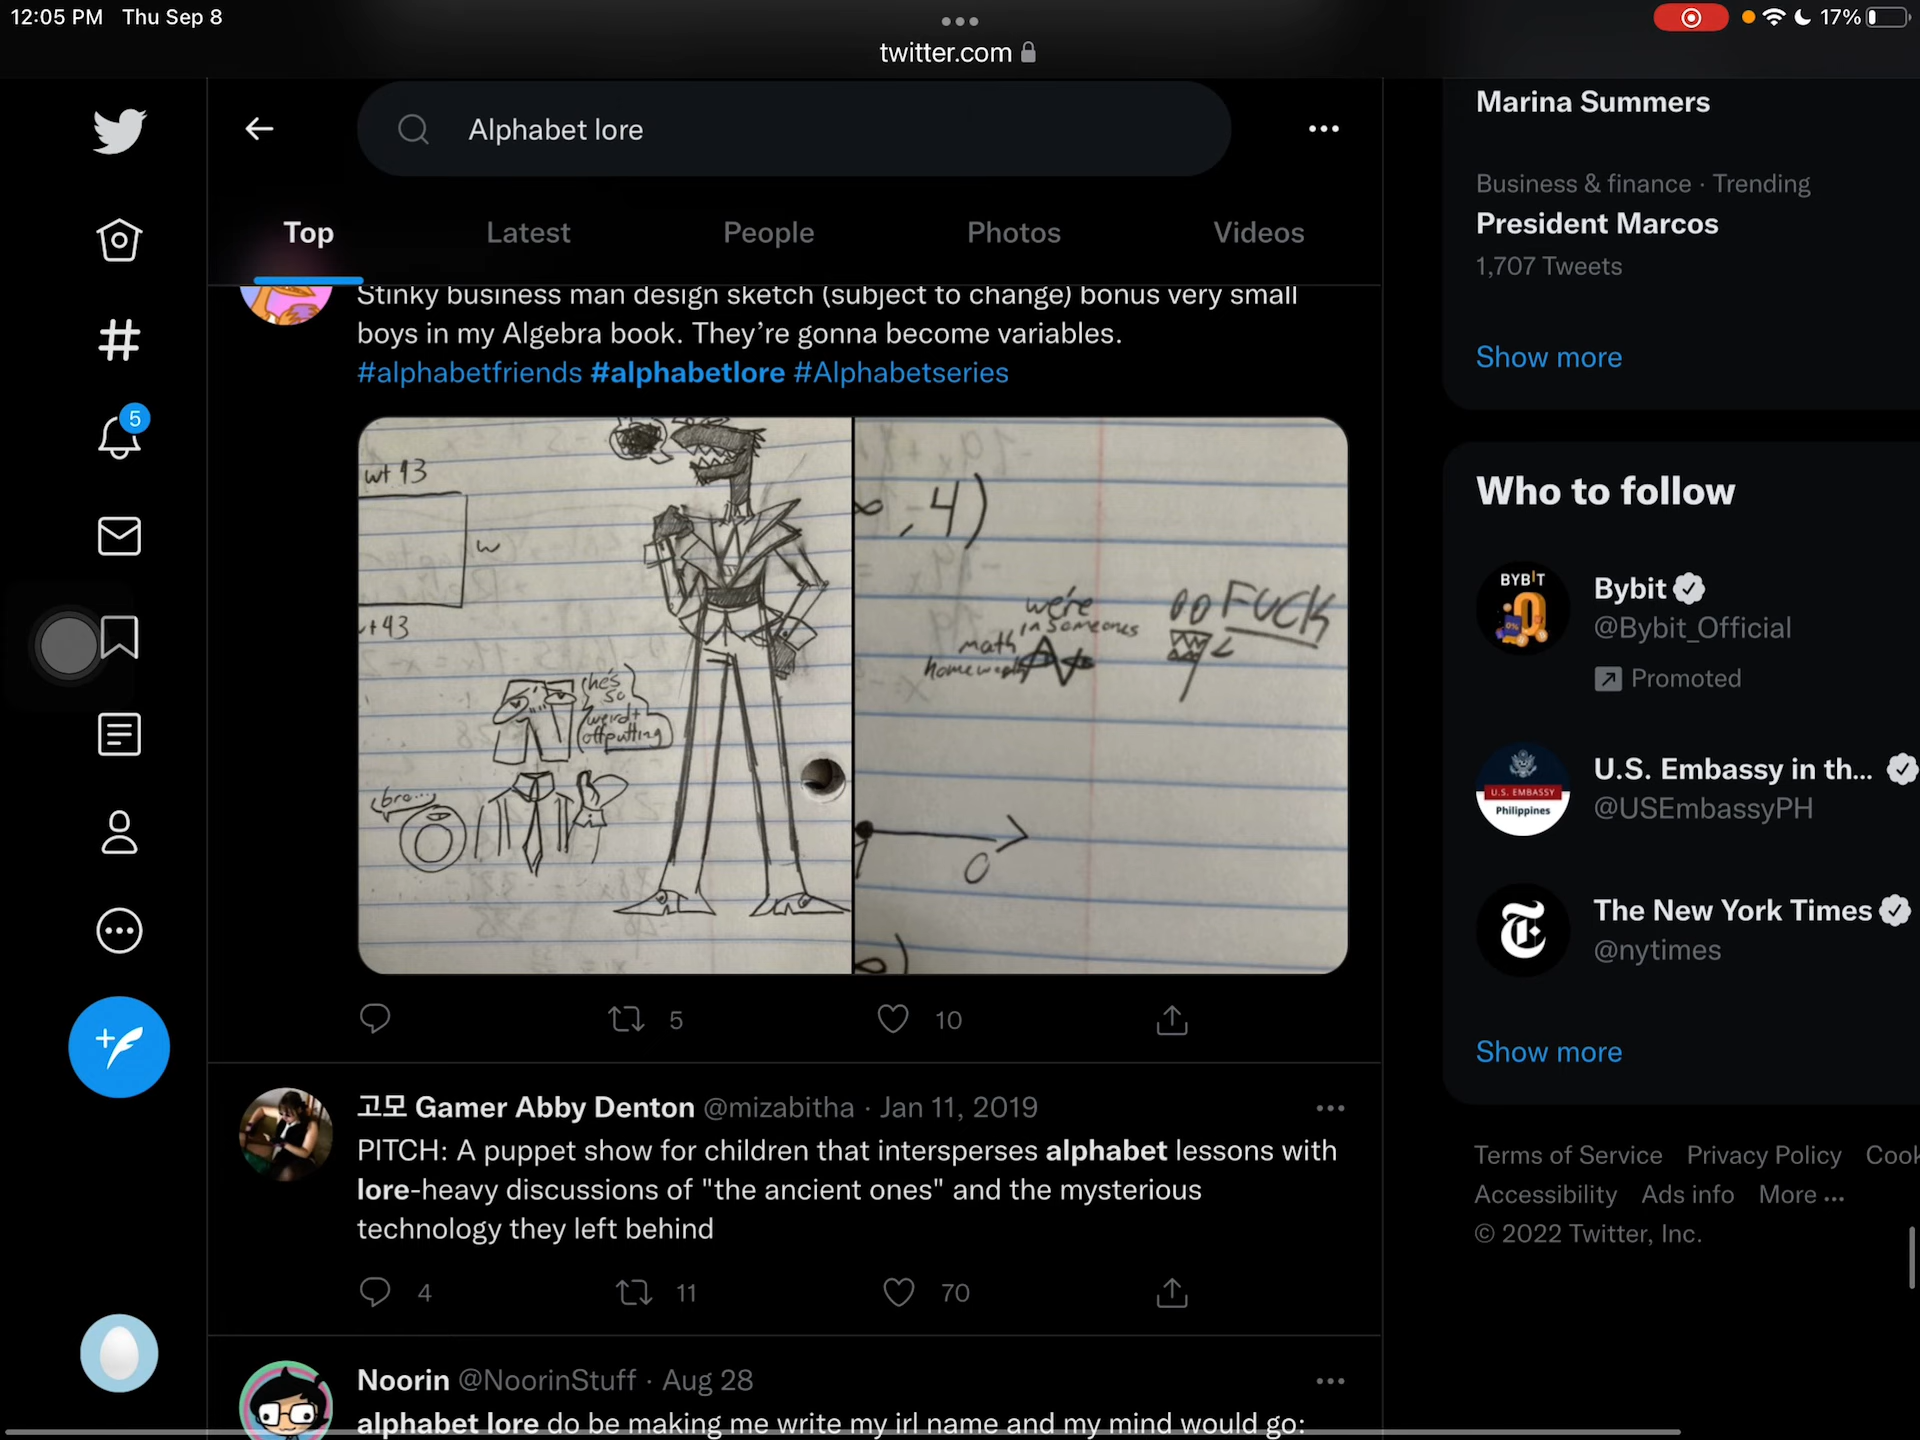 12:05 PM Thu Sep 8
17%
twitter.com
Alphabet lore
Top
Latest
People
Photos
Videos
5
Stinky business man design sketch (subject to change) bonus very small
boys in my Algebra book. They’re gonna become variables.
#alphabetfriends #alphabetlore #Alphabetseries
wt 13
w
+43
he's
so
weird+
offputting
bro...
, 4)
we're
in someones
math
homework
FUCK
0
5
10
고모 Gamer Abby Denton @mizabitha · Jan 11, 2019
PITCH: A puppet show for children that intersperses alphabet lessons with
lore-heavy discussions of "the ancient ones" and the mysterious
technology they left behind
4
11
70
Noorin @NoorinStuff · Aug 28
alphabet lore do be making me write my irl name and my mind would go:
Marina Summers
Business & finance · Trending
President Marcos
1,707 Tweets
Show more
Who to follow
BYBIT
Bybit
@Bybit_Official
Promoted
U.S. EMBASSY
Philippines
U.S. Embassy in th...
@USEmbassyPH
The New York Times
@nytimes
Show more
Terms of Service Privacy Policy Cook
Accessibility Ads info More ...
© 2022 Twitter, Inc.